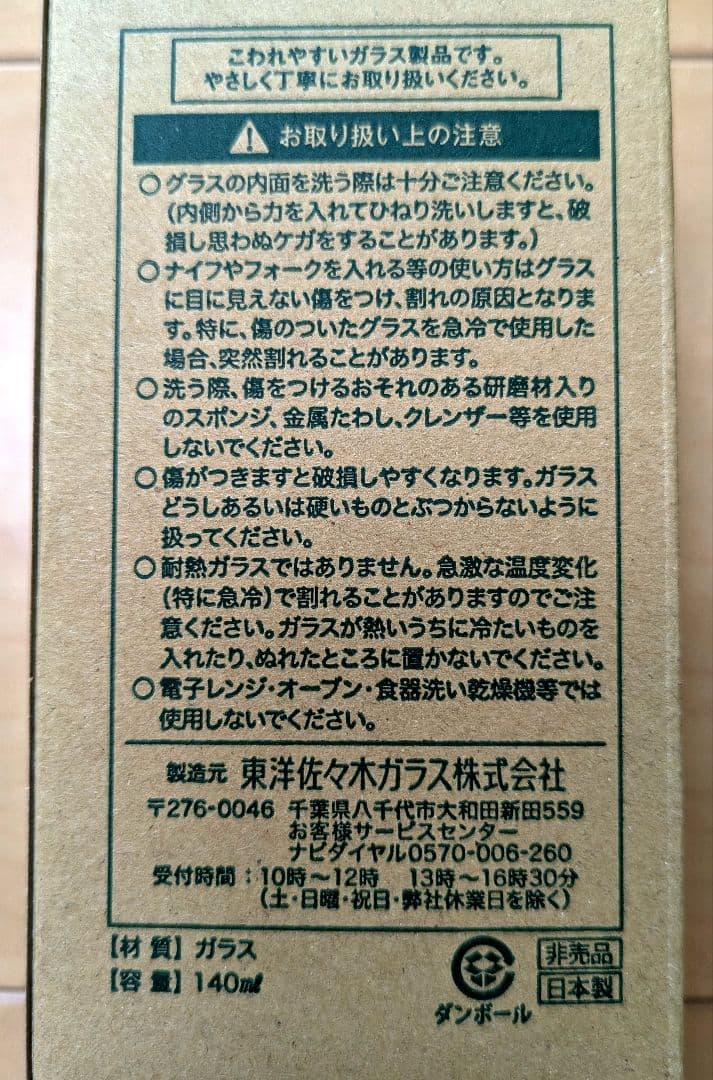 こわれやすいガラス製品です。
やさしく丁寧にお取り扱いください。
お取り扱い上の注意
○グラスの内面を洗う際は十分ご注意ください。
(内側から力を入れてひねり洗いしますと、破
損し思わぬケガをすることがあります。)
○ナイフやフォークを入れる等の使い方はグラス
に目に見えない傷をつけ、割れの原因となりま
す。特に、傷のついたグラスを急冷で使用した
場合、突然割れることがあります。
○洗う際、傷をつけるおそれのある研磨材入り
のスポンジ、金属たわし、クレンザー等を使用
しないでください。
○傷がつきますと破損しやすくなります。ガラス
どうしあるいは硬いものとぶつからないように
扱ってください。
○耐熱ガラスではありません。急激な温度変化
(特に急冷)で割れることがありますのでご注
意ください。ガラスが熱いうちに冷たいものを
入れたり、ぬれたところに置かないでください。
○電子レンジ・オーブン・食器洗い乾燥機等では
使用しないでください。
製造元 東洋佐々木ガラス株式会社
〒276-0046 千葉県八千代市大和田新田559
お客様サービスセンター
ナビダイヤル0570-006-260
受付時間:10時～12時 13時～16時30分
(土・日曜・祝日・弊社休業日を除く)
【材 質】ガラス
【容 量】140㎖
ダンボール
非売品
日本製